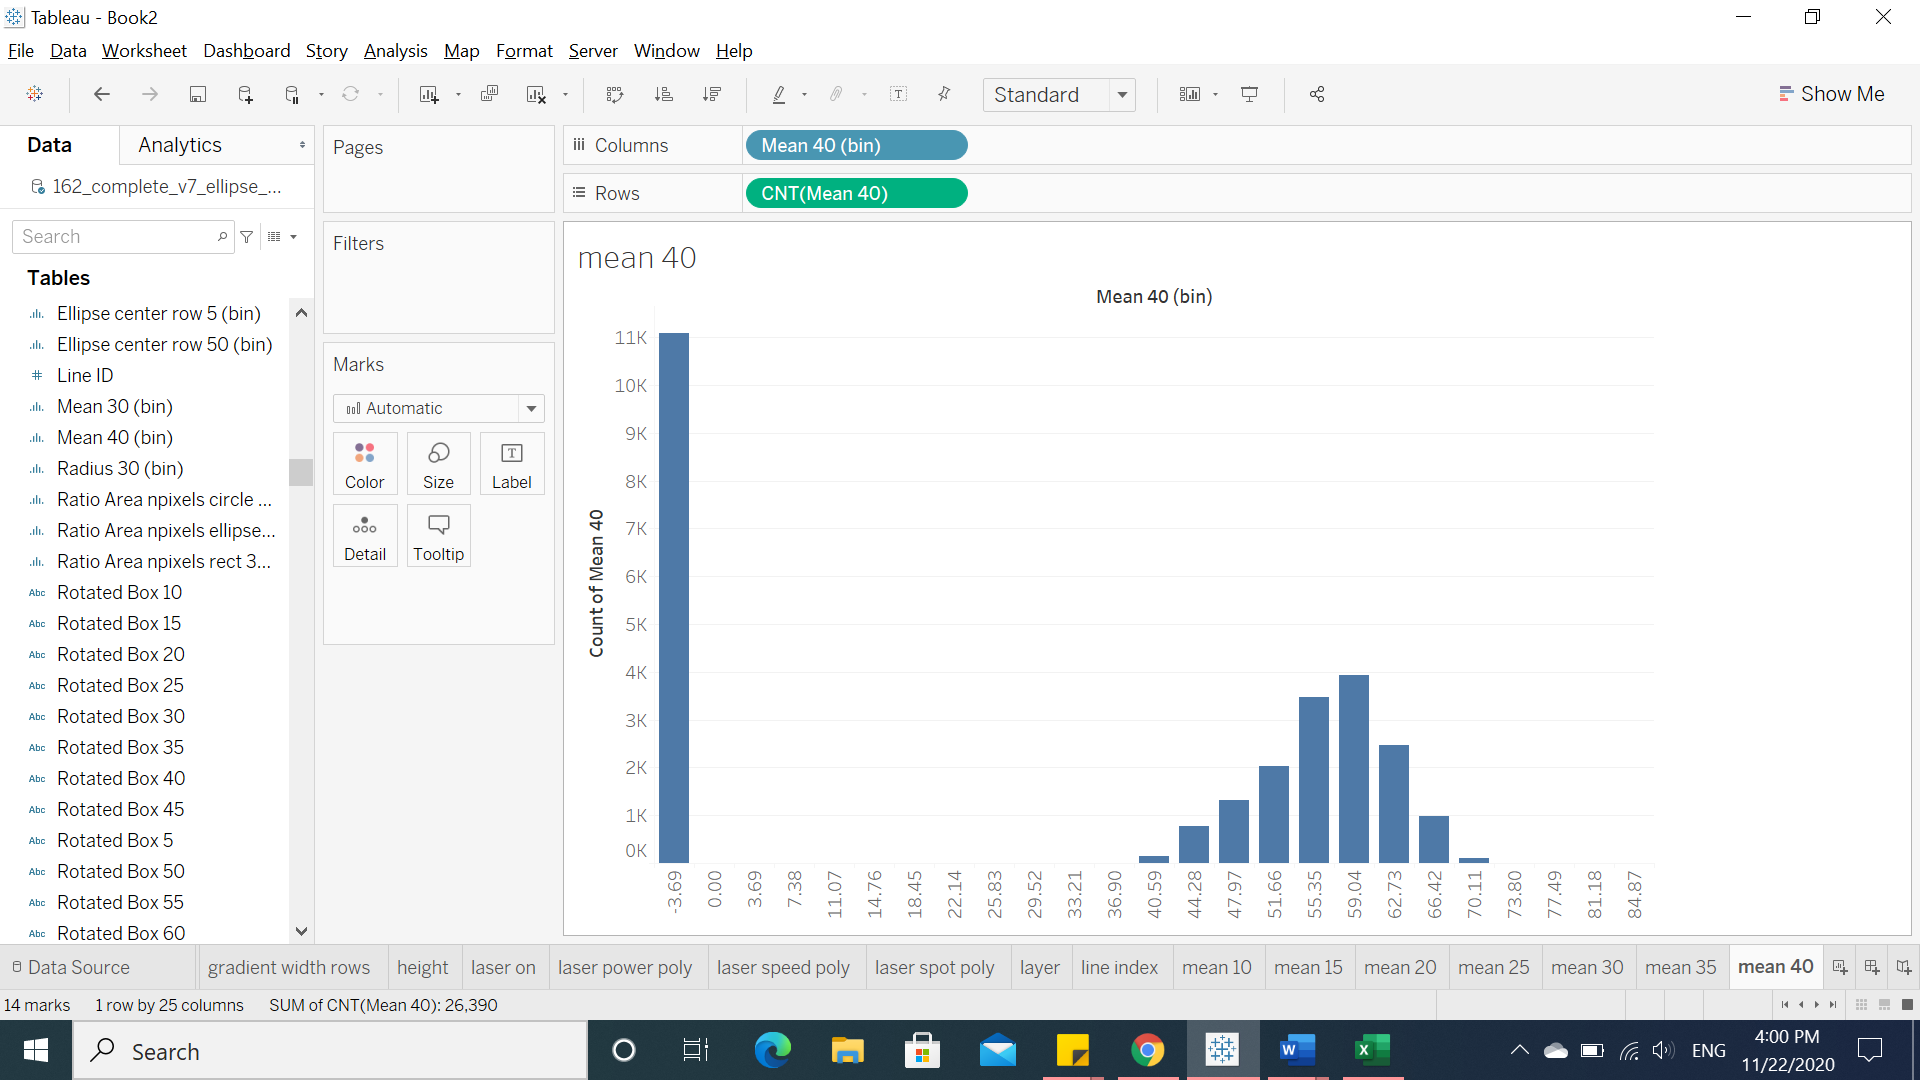 Tableau - Book2
File Data Worksheet Dashboard Story Analysis Map Format Server Window Help
Standard
Show Me
Data
Analytics
162_complete_v7_ellipse_...
Search
Tables
Ellipse center row 5 (bin)
Ellipse center row 50 (bin)
Line ID
Mean 30 (bin)
Mean 40 (bin)
Radius 30 (bin)
Ratio Area npixels circle ...
Ratio Area npixels ellipse...
Ratio Area npixels rect 3...
Abc Rotated Box 10
Abc Rotated Box 15
Abc Rotated Box 20
Abc Rotated Box 25
Abc Rotated Box 30
Abc Rotated Box 35
Abc Rotated Box 40
Abc Rotated Box 45
Abc Rotated Box 5
Abc Rotated Box 50
Abc Rotated Box 55
Abc Rotated Box 60
Pages
Filters
Marks
Automatic
Color
Size
Label
Detail
Tooltip
Columns
Mean 40 (bin)
Rows
CNT(Mean 40)
mean 40
Mean 40 (bin)
Count of Mean 40
11K
10K
9K
8K
7K
6K
5K
4K
3K
2K
1K
0K
-3.69
0.00
3.69
7.38
11.07
14.76
18.45
22.14
25.83
29.52
33.21
36.90
40.59
44.28
47.97
51.66
55.35
59.04
62.73
66.42
70.11
73.80
77.49
81.18
84.87
Data Source
gradient width rows
height
laser on
laser power poly
laser speed poly
laser spot poly
layer
line index
mean 10
mean 15
mean 20
mean 25
mean 30
mean 35
mean 40
14 marks
1 row by 25 columns
SUM of CNT(Mean 40): 26,390
Search
ENG
4:00 PM
11/22/2020